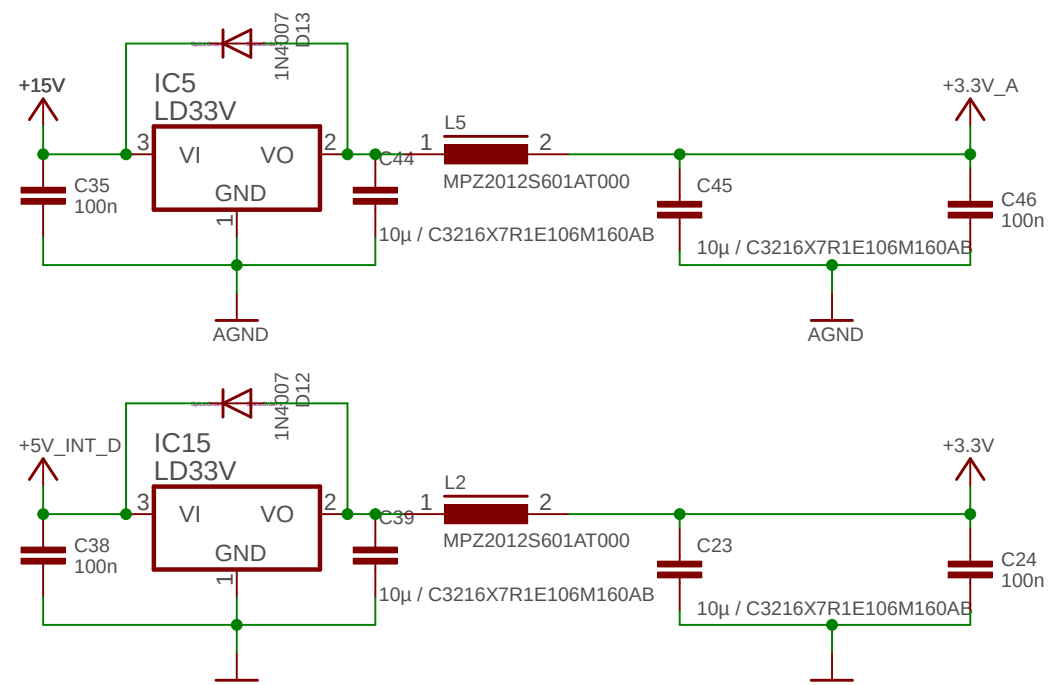 1N4007
D13
+15V
IC5
LD33V
+3.3V_A
3
VI
VO
2
C44
1
L5
2
MPZ2012S601AT000
C35
100n
GND
1
C45
C46
100n
10µ / C3216X7R1E106M160AB
10µ / C3216X7R1E106M160AB
AGND
AGND
1N4007
D12
+5V_INT_D
IC15
LD33V
+3.3V
3
VI
VO
2
C39
1
L2
2
MPZ2012S601AT000
C38
100n
GND
1
C23
C24
100n
10µ / C3216X7R1E106M160AB
10µ / C3216X7R1E106M160AB